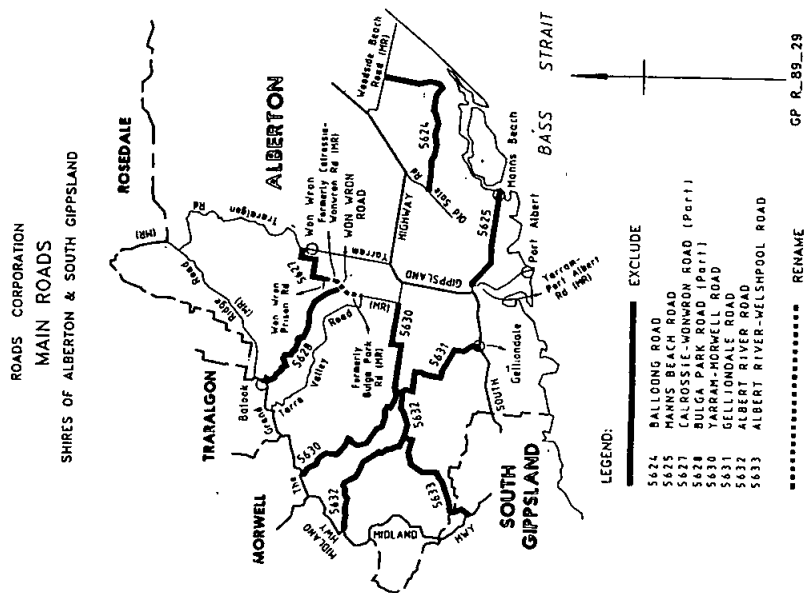 ROADS CORPORATION
MAIN ROADS
SHIRES OF ALBERTON & SOUTH GIPPSLAND
ROSEDALE
TRARALGON
MORWELL
ALBERTON
SOUTH
GIPPSLAND
Traralgon
Rd
(MR)
Ridge
Road
(MR)
Balook
Grand
The
Tarra
Valley
Road
Won Wron
Formerly Calrossie-
Wonwron Rd (MR)
WON WRON
ROAD
Won Wron
Prison Rd
5627
5628
Formerly
Bulga Park
Rd (MR)
(MR)
Yarram
HIGHWAY
GIPPSLAND
SOUTH
Woodside Beach
Road (MR)
5624
Old Sale Rd
5625
Manns Beach
Port Albert
Yarram-
Port Albert
Rd (MR)
Gelliondale
5630
5630
5631
5632
5632
5633
MIDLAND
HWY
MIDLAND
HWY
BASS STRAIT
LEGEND:
EXCLUDE
5624 BALLOONG ROAD
5625 MANNS BEACH ROAD
5627 CALROSSIE-WONWRON ROAD (Part)
5628 BULGA PARK ROAD (Part)
5630 YARRAM-MORWELL ROAD
5631 GELLIONDALE ROAD
5632 ALBERT RIVER ROAD
5633 ALBERT RIVER-WELSHPOOL ROAD
RENAME
GP R_89_29